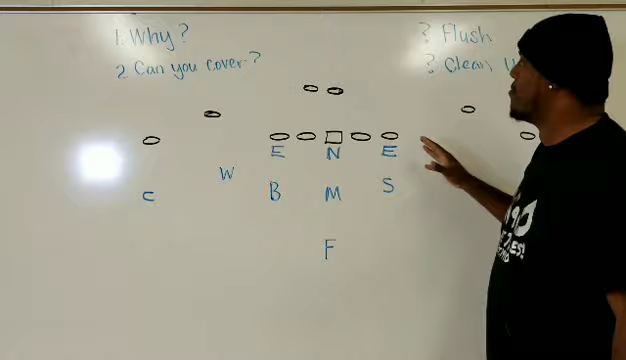 1. Why?
2 Can you cover?
? Flush
? Clean
E N E
W B M S
C
F